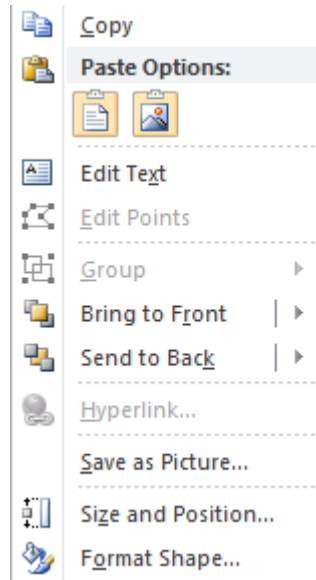 Copy
Paste Options:
Edit Text
Edit Points
Group
Bring to Front
Send to Back
Hyperlink...
Save as Picture...
Size and Position...
Format Shape...